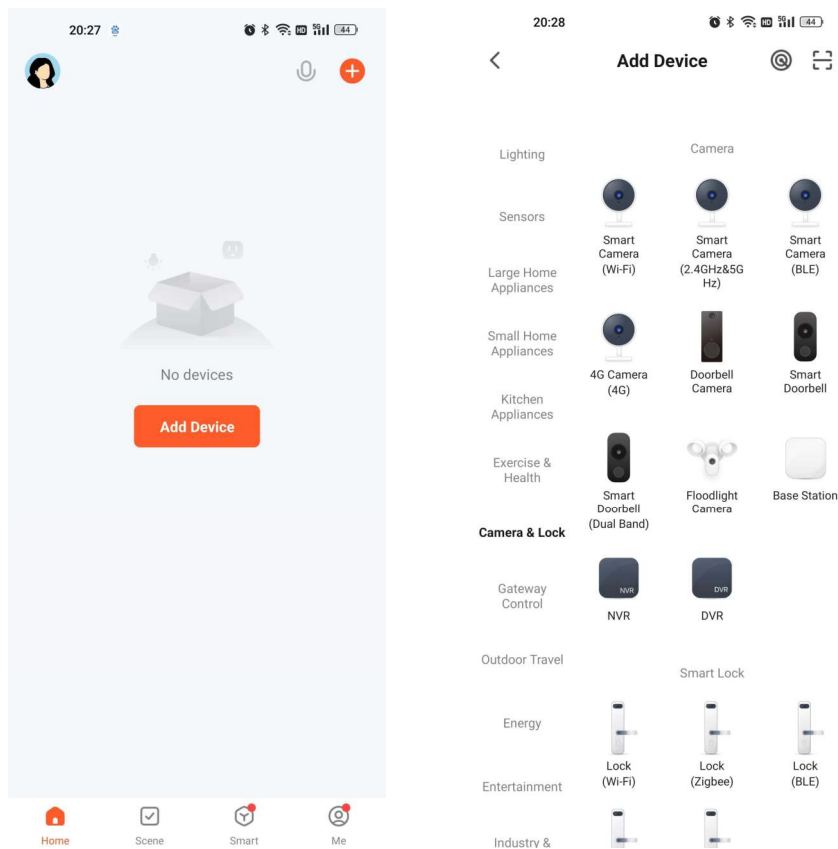 20:27
HD
5G
44
No devices
Add Device
Home
Scene
Smart
Me
20:28
HD
5G
44
Add Device
Lighting
Sensors
Large Home
Appliances
Small Home
Appliances
Kitchen
Appliances
Exercise &
Health
Camera & Lock
Gateway
Control
Outdoor Travel
Energy
Entertainment
Industry &
Camera
Smart
Camera
(Wi-Fi)
Smart
Camera
(2.4GHz&5G
Hz)
Smart
Camera
(BLE)
4G Camera
(4G)
Doorbell
Camera
Smart
Doorbell
Smart
Doorbell
(Dual Band)
Floodlight
Camera
Base Station
NVR
NVR
DVR
DVR
Smart Lock
Lock
(Wi-Fi)
Lock
(Zigbee)
Lock
(BLE)